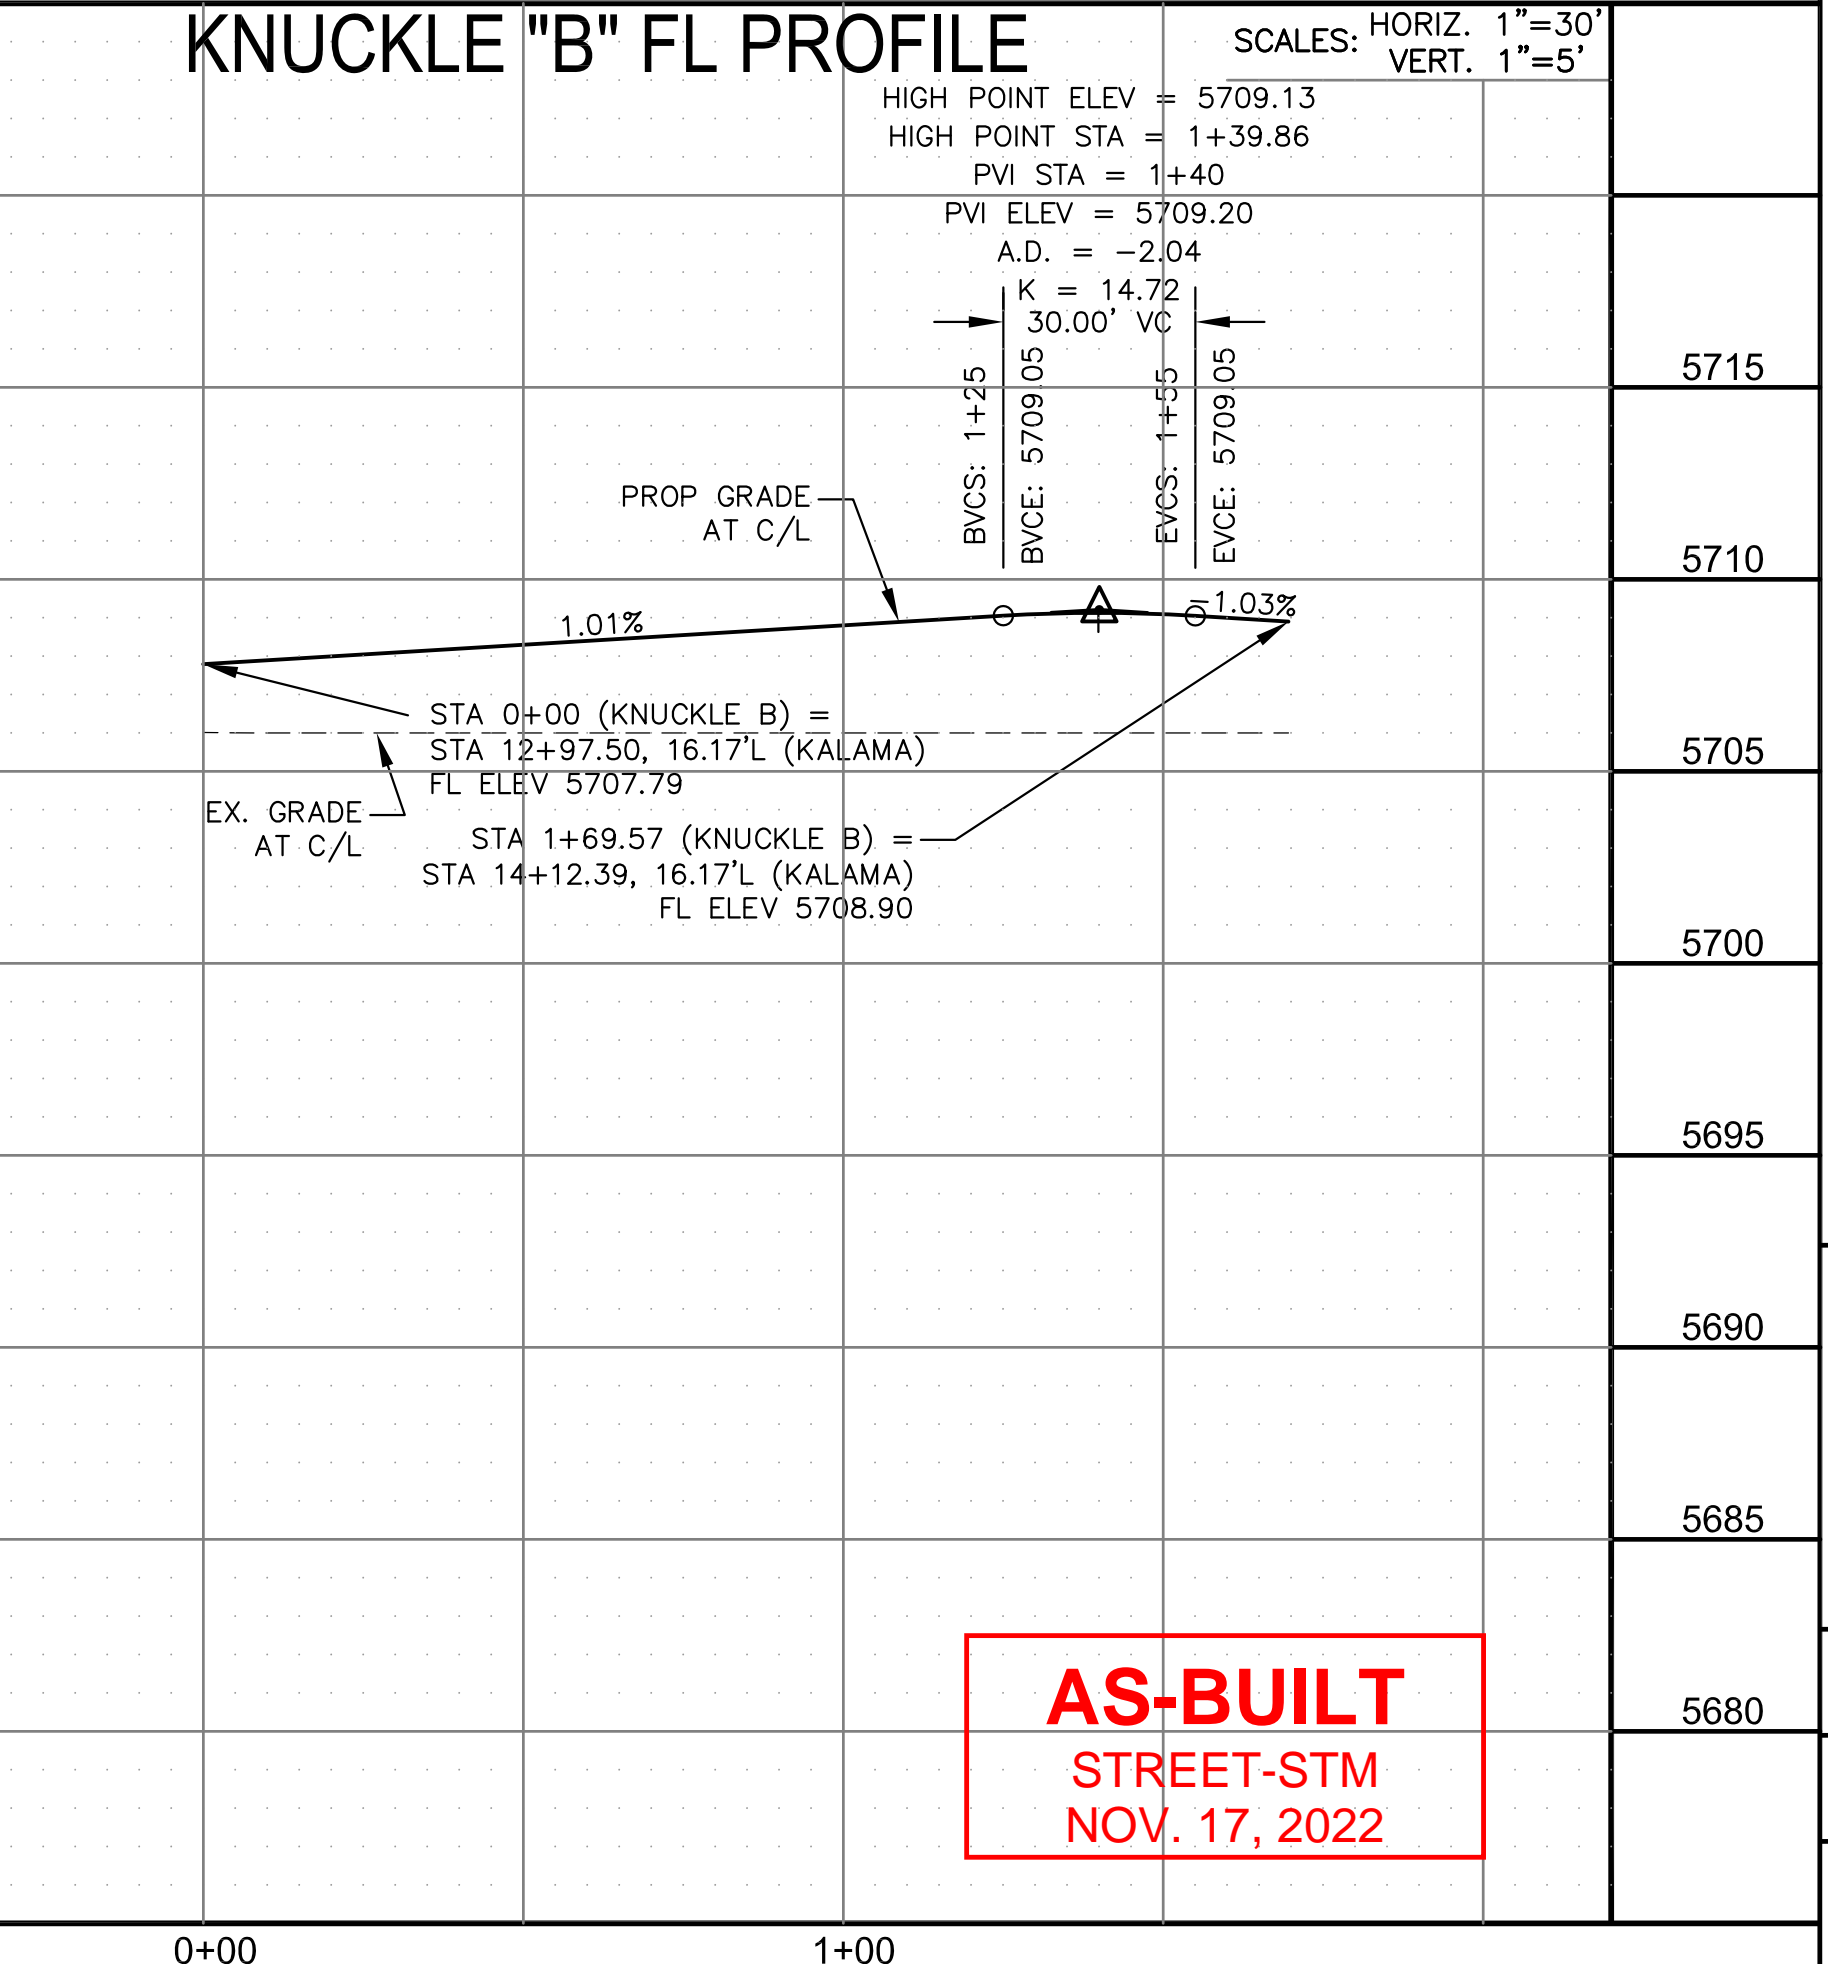 KNUCKLE "B" FL PROFILE
SCALES: HORIZ. 1"=30'
VERT. 1"=5'
HIGH POINT ELEV = 5709.13
HIGH POINT STA = 1+39.86
PVI STA = 1+40
PVI ELEV = 5709.20
A.D. = -2.04
K = 14.72
30.00' VC
BVCS: 1+25
BVCE: 5709.05
EVCS: 1+55
EVCE: 5709.05
PROP GRADE
AT C/L
1.01%
-1.03%
STA 0+00 (KNUCKLE B) =
STA 12+97.50, 16.17'L (KALAMA)
FL ELEV 5707.79
EX. GRADE
AT C/L
STA 1+69.57 (KNUCKLE B) =
STA 14+12.39, 16.17'L (KALAMA)
FL ELEV 5708.90
5715
5710
5705
5700
5695
5690
5685
5680
AS-BUILT
STREET-STM
NOV. 17, 2022
0+00
1+00